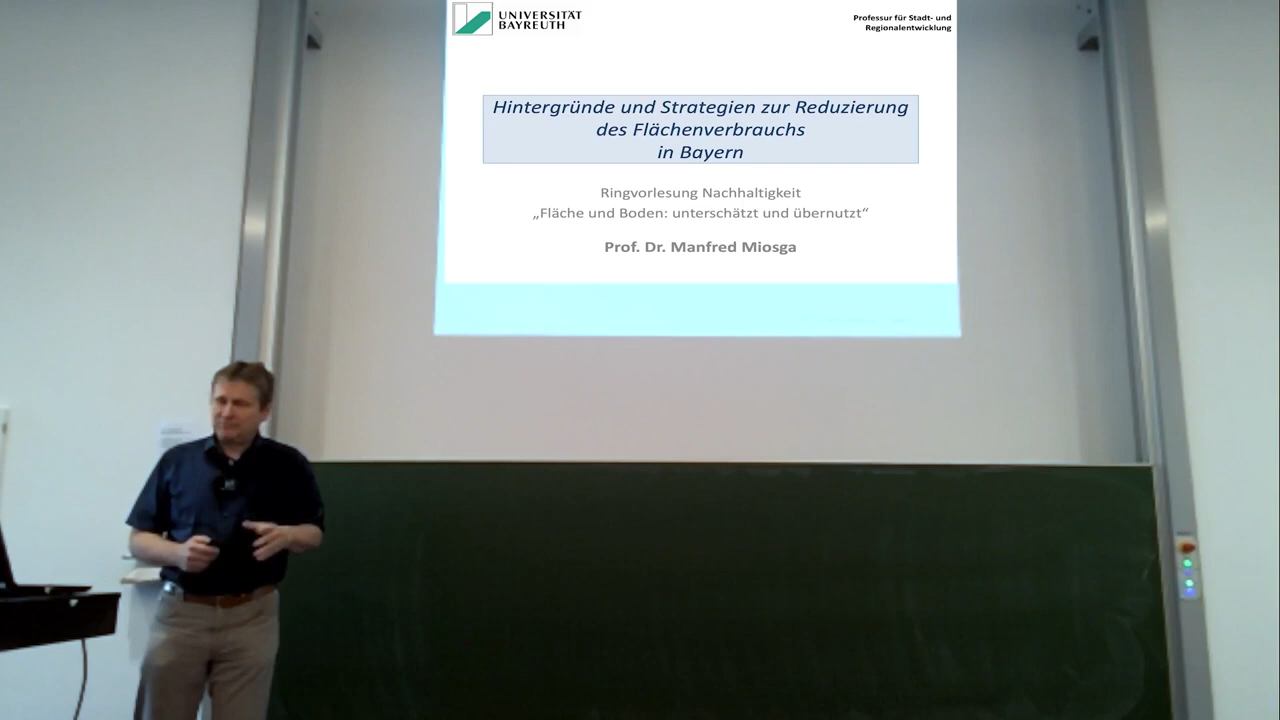 UNIVERSITÄT
BAYREUTH
Professur für Stadt- und
Regionalentwicklung
Hintergründe und Strategien zur Reduzierung
des Flächenverbrauchs
in Bayern
Ringvorlesung Nachhaltigkeit
„Fläche und Boden: unterschätzt und übernutzt“
Prof. Dr. Manfred Miosga